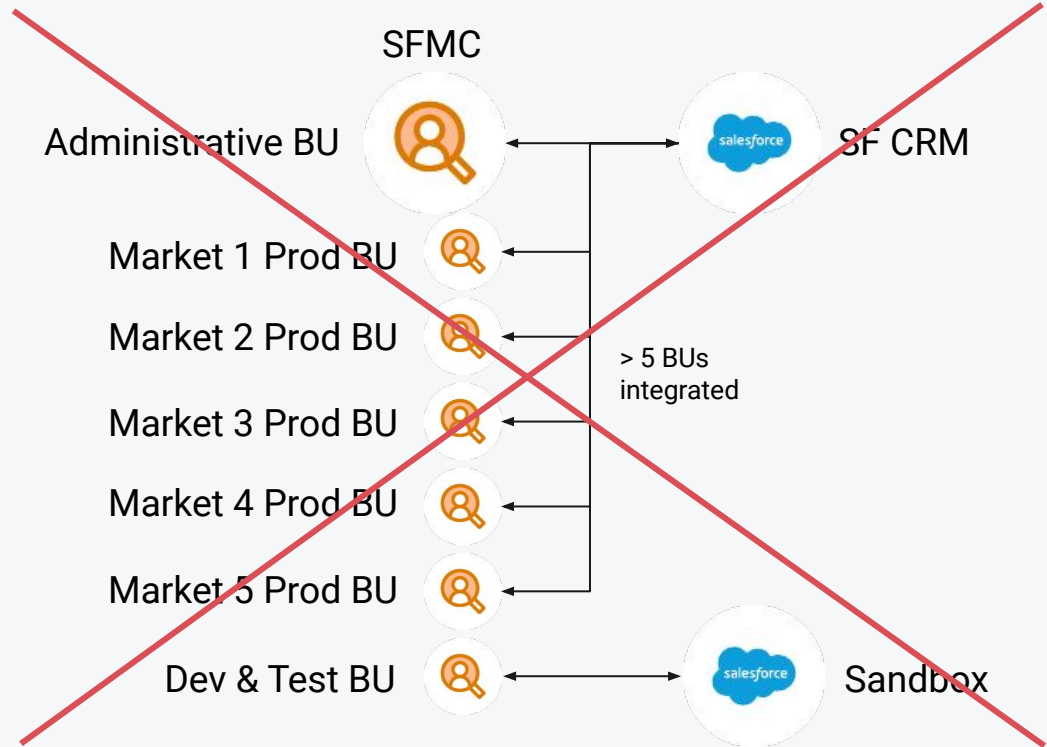 SFMC
Administrative BU
salesforce
SF CRM
Market 1 Prod BU
Market 2 Prod BU
> 5 BUs
integrated
Market 3 Prod BU
Market 4 Prod BU
Market 5 Prod BU
Dev & Test BU
salesforce
Sandbox